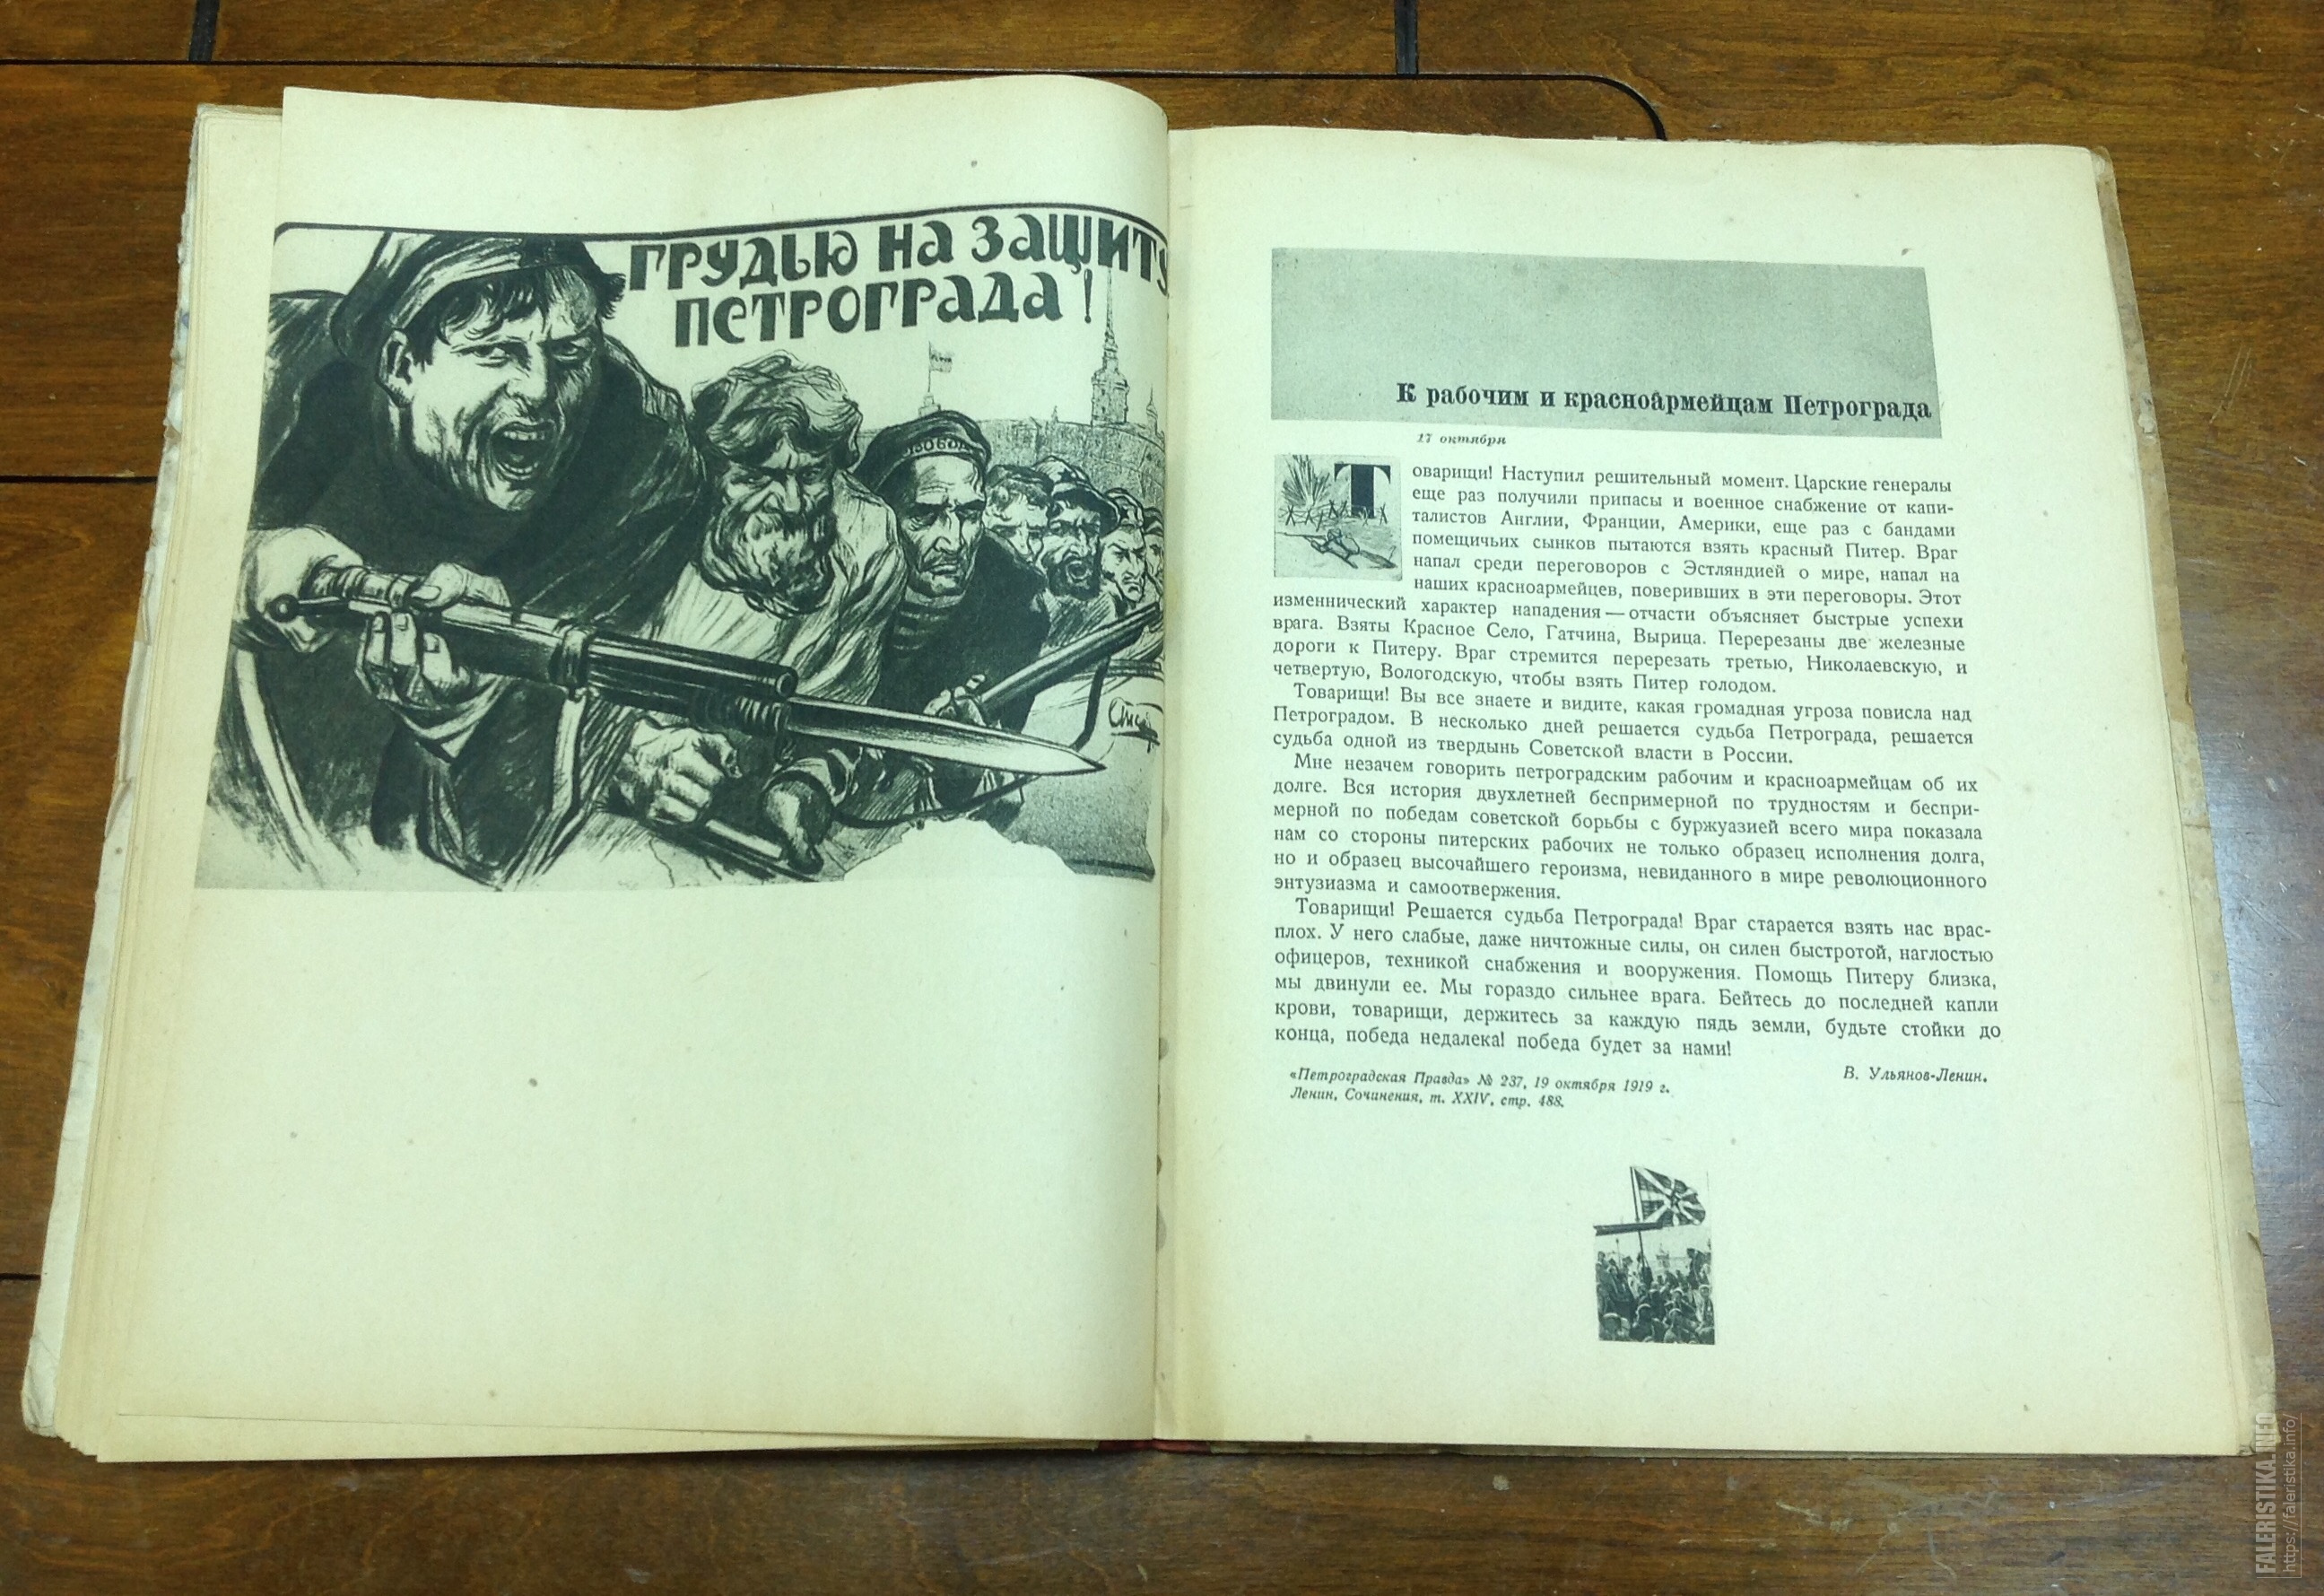 ГРУДЬЮ НА ЗАЩИТУ
ПЕТРОГРАДА!
К рабочим и красноармейцам Петрограда
17 октября
Товарищи! Наступил решительный момент. Царские генералы
еще раз получили припасы и военное снабжение от капи-
талистов Англии, Франции, Америки, еще раз с бандами
помещичьих сынков пытаются взять красный Питер. Враг
напал среди переговоров с Эстляндией о мире, напал на
наших красноармейцев, поверивших в эти переговоры. Этот
изменнический характер нападения — отчасти объясняет быстрые успехи
врага. Взяты Красное Село, Гатчина, Вырица. Перерезаны две железные
дороги к Питеру. Враг стремится перерезать третью, Николаевскую, и
четвертую, Вологодскую, чтобы взять Питер голодом.
Товарищи! Вы все знаете и видите, какая громадная угроза повисла над
Петроградом. В несколько дней решается судьба Петрограда, решается
судьба одной из твердынь Советской власти в России.
Мне незачем говорить петроградским рабочим и красноармейцам об их
долге. Вся история двухлетней беспримерной по трудностям и беспри-
мерной по победам советской борьбы с буржуазией всего мира показала
нам со стороны питерских рабочих не только образец исполнения долга,
но и образец высочайшего героизма, невиданного в мире революционного
энтузиазма и самоотвержения.
Товарищи! Решается судьба Петрограда! Враг старается взять нас врас-
плох. У него слабые, даже ничтожные силы, он силен быстротой, наглостью
офицеров, техникой снабжения и вооружения. Помощь Питеру близка,
мы двинули ее. Мы гораздо сильнее врага. Бейтесь до последней капли
крови, товарищи, держитесь за каждую пядь земли, будьте стойки до
конца, победа недалека! победа будет за нами!
В. Ульянов-Ленин.
«Петроградская Правда» № 237, 19 октября 1919 г.
Ленин, Сочинения, т. XXIV, стр. 488.
FALERISTIKA.INFO
https://faleristika.info/